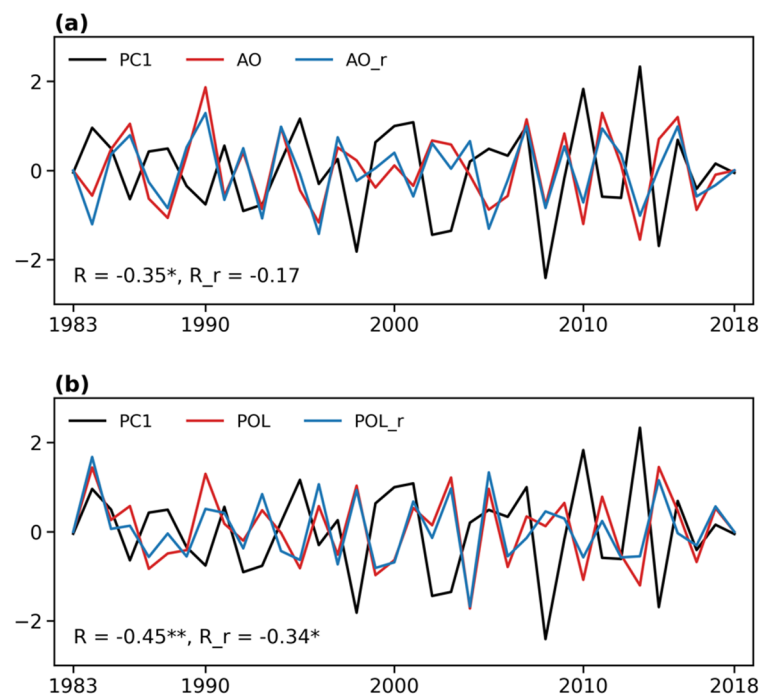 (a)
PC1 AO AO_r
2
0
−2
R = -0.35*, R_r = -0.17
1983 1990 2000 2010 2018
(b)
PC1 POL POL_r
2
0
−2
R = -0.45**, R_r = -0.34*
1983 1990 2000 2010 2018